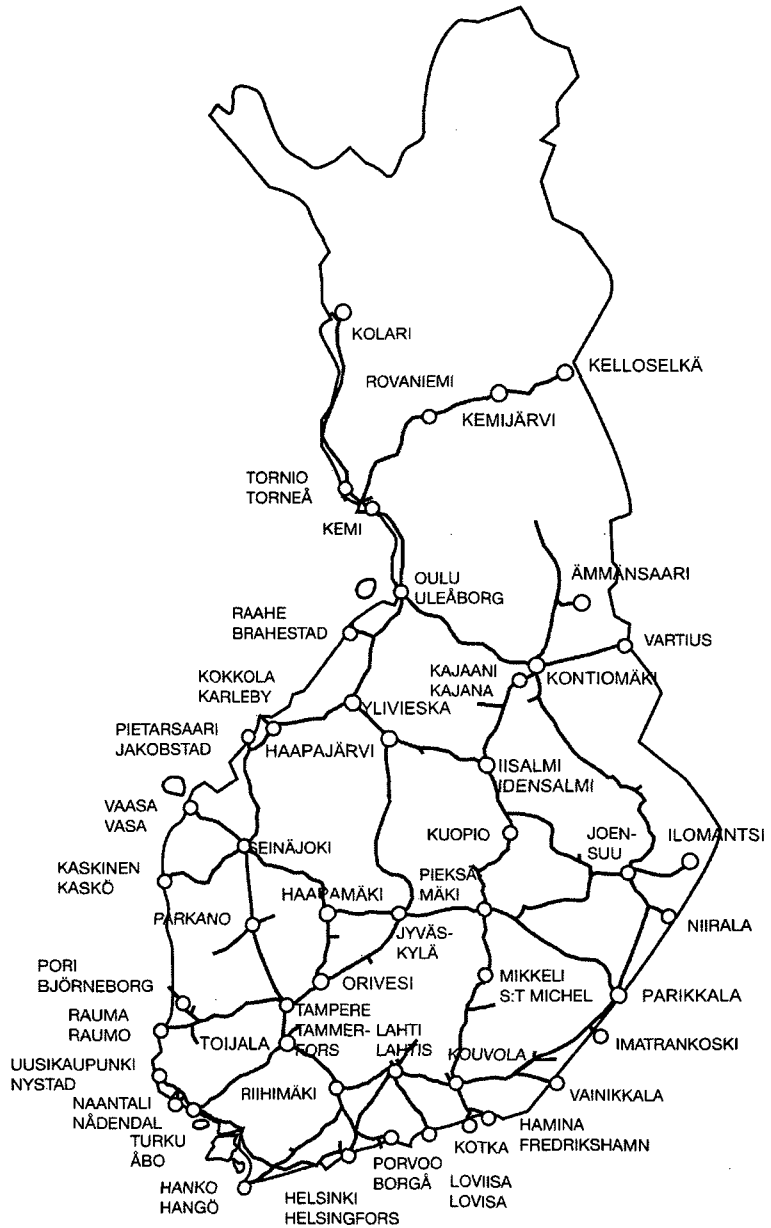 KOLARI
KELLOSELKÄ
ROVANIEMI
KEMIJÄRVI
TORNIO
TORNEÅ
KEMI
ÄMMÄNSAARI
OULU
ULEÅBORG
RAAHE
BRAHESTAD
VARTIUS
KAJAANI
KAJANA
KONTIOMÄKI
KOKKOLA
KARLEBY
YLIVIESKA
PIETARSAARI
JAKOBSTAD
HAAPAJÄRVI
IISALMI
IDENSALMI
VAASA
VASA
KUOPIO
JOEN-
SUU
ILOMANTSI
SEINÄJOKI
KASKINEN
KASKÖ
HAAPAMÄKI
PIEKSÄ
MÄKI
PARKANO
JYVÄS-
KYLÄ
NIIRALA
PORI
BJÖRNEBORG
ORIVESI
MIKKELI
S:T MICHEL
PARIKKALA
RAUMA
RAUMO
TAMPERE
TAMMER-
FORS
TOIJALA
LAHTI
LAHTIS
KOUVOLA
IMATRANKOSKI
UUSIKAUPUNKI
NYSTAD
RIIHIMÄKI
VAINIKKALA
NAANTALI
NÅDENDAL
TURKU
ÅBO
HAMINA
FREDRIKSHAMN
KOTKA
PORVOO
BORGÅ
LOVIISA
LOVISA
HANKO
HANGÖ
HELSINKI
HELSINGFORS